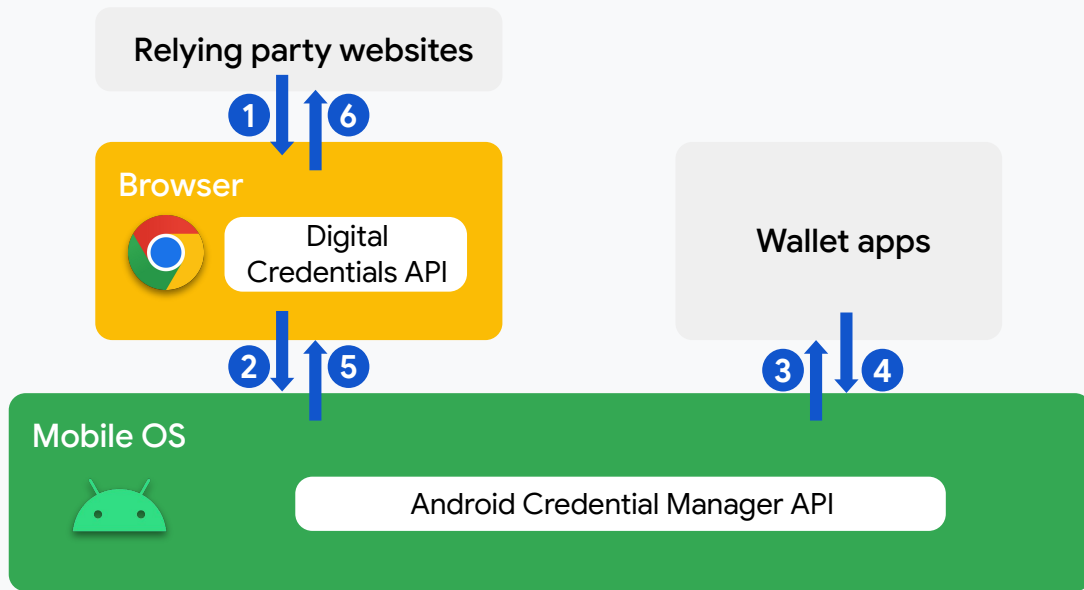 Relying party websites
1
6
Browser
Digital
Credentials API
Wallet apps
2
5
3
4
Mobile OS
Android Credential Manager API